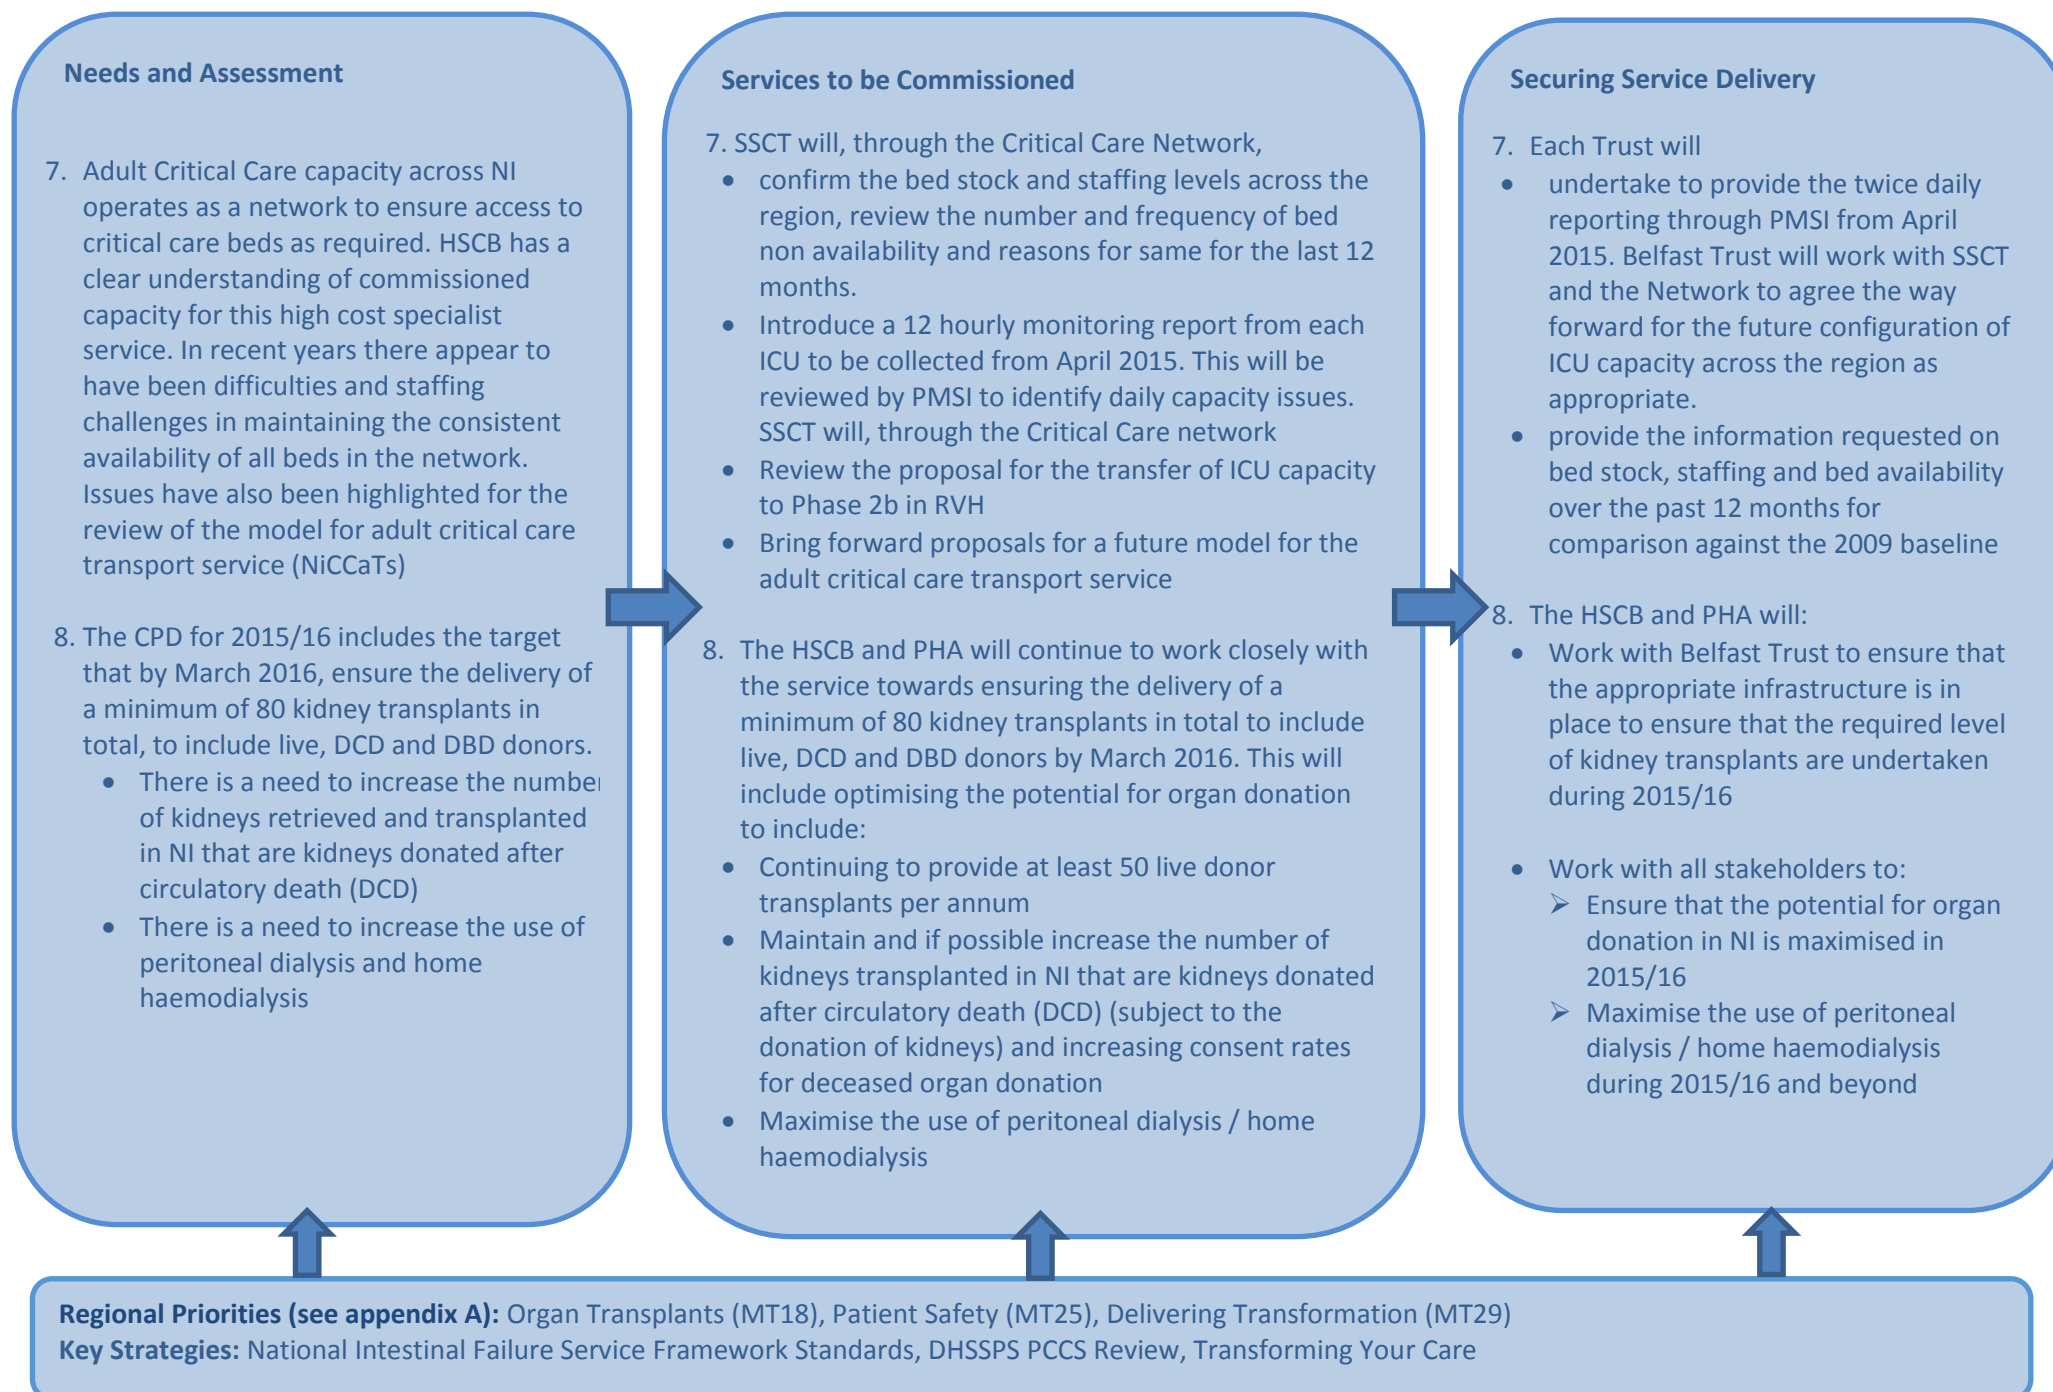 Needs and Assessment
7. Adult Critical Care capacity across NI
operates as a network to ensure access to
critical care beds as required. HSCB has a
clear understanding of commissioned
capacity for this high cost specialist
service. In recent years there appear to
have been difficulties and staffing
challenges in maintaining the consistent
availability of all beds in the network.
Issues have also been highlighted for the
review of the model for adult critical care
transport service (NiCCaTs)
8. The CPD for 2015/16 includes the target
that by March 2016, ensure the delivery of
a minimum of 80 kidney transplants in
total, to include live, DCD and DBD donors.
• There is a need to increase the number
of kidneys retrieved and transplanted
in NI that are kidneys donated after
circulatory death (DCD)
• There is a need to increase the use of
peritoneal dialysis and home
haemodialysis
Services to be Commissioned
7. SSCT will, through the Critical Care Network,
• confirm the bed stock and staffing levels across the
region, review the number and frequency of bed
non availability and reasons for same for the last 12
months.
• Introduce a 12 hourly monitoring report from each
ICU to be collected from April 2015. This will be
reviewed by PMSI to identify daily capacity issues.
SSCT will, through the Critical Care network
• Review the proposal for the transfer of ICU capacity
to Phase 2b in RVH
• Bring forward proposals for a future model for the
adult critical care transport service
8. The HSCB and PHA will continue to work closely with
the service towards ensuring the delivery of a
minimum of 80 kidney transplants in total to include
live, DCD and DBD donors by March 2016. This will
include optimising the potential for organ donation
to include:
• Continuing to provide at least 50 live donor
transplants per annum
• Maintain and if possible increase the number of
kidneys transplanted in NI that are kidneys donated
after circulatory death (DCD) (subject to the
donation of kidneys) and increasing consent rates
for deceased organ donation
• Maximise the use of peritoneal dialysis / home
haemodialysis
Securing Service Delivery
7. Each Trust will
• undertake to provide the twice daily
reporting through PMSI from April
2015. Belfast Trust will work with SSCT
and the Network to agree the way
forward for the future configuration of
ICU capacity across the region as
appropriate.
• provide the information requested on
bed stock, staffing and bed availability
over the past 12 months for
comparison against the 2009 baseline
8. The HSCB and PHA will:
• Work with Belfast Trust to ensure that
the appropriate infrastructure is in
place to ensure that the required level
of kidney transplants are undertaken
during 2015/16
• Work with all stakeholders to:
➢ Ensure that the potential for organ
donation in NI is maximised in
2015/16
➢ Maximise the use of peritoneal
dialysis / home haemodialysis
during 2015/16 and beyond
Regional Priorities (see appendix A): Organ Transplants (MT18), Patient Safety (MT25), Delivering Transformation (MT29)
Key Strategies: National Intestinal Failure Service Framework Standards, DHSSPS PCCS Review, Transforming Your Care